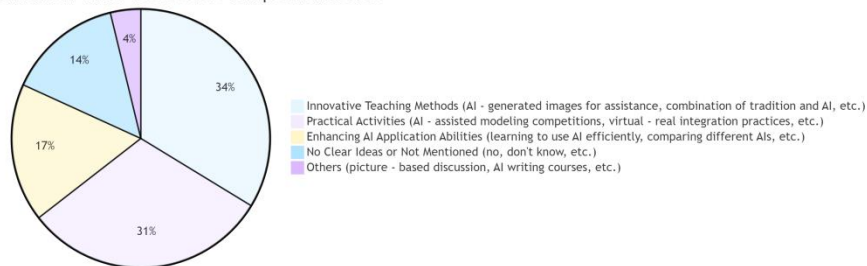 4%
14%
34%
17%
31%
Innovative Teaching Methods (AI - generated images for assistance, combination of tradition and AI, etc.)
Practical Activities (AI - assisted modeling competitions, virtual - real integration practices, etc.)
Enhancing AI Application Abilities (learning to use AI efficiently, comparing different AIs, etc.)
No Clear Ideas or Not Mentioned (no, don't know, etc.)
Others (picture - based discussion, AI writing courses, etc.)